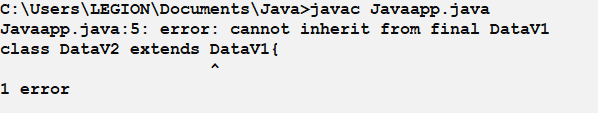 C:\Users\LEGION\Documents\Java>javac Javaapp.java
Javaapp.java:5: error: cannot inherit from final DataV1
class DataV2 extends DataV1{
^
1 error